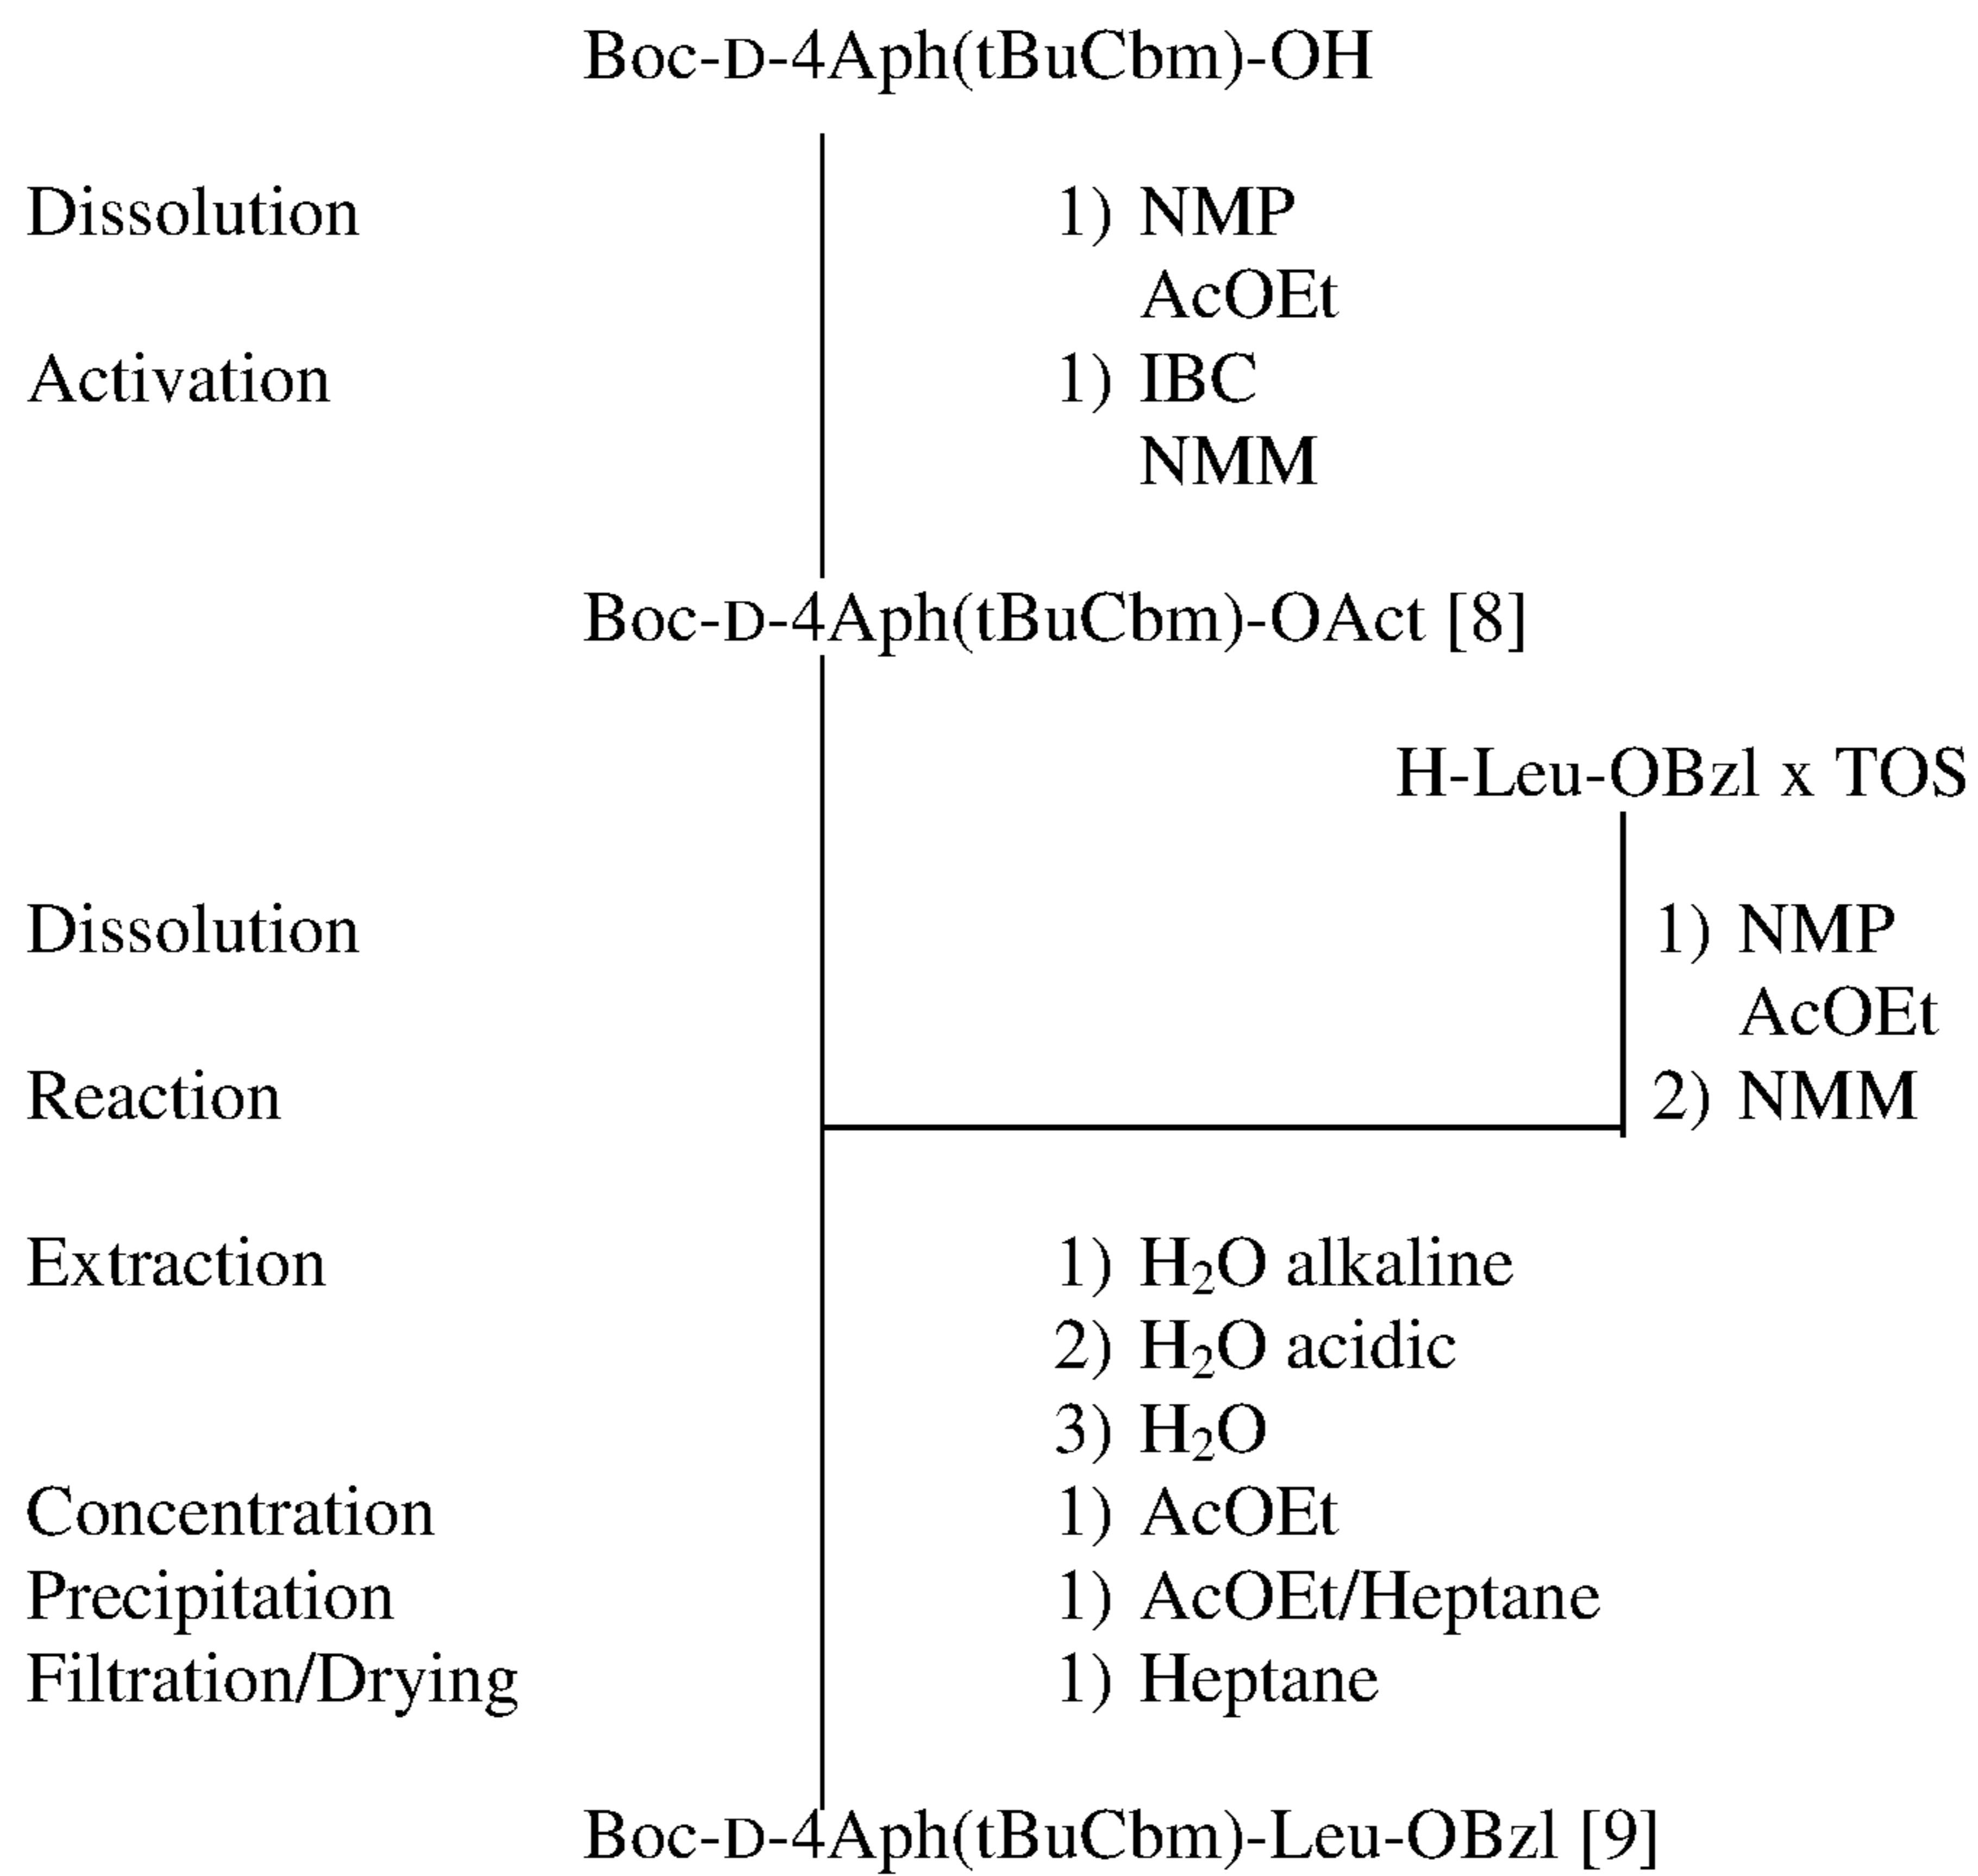 Boc-D-4Aph(tBuCbm)-OH
Dissolution 1) NMP
AcOEt
Activation 1) IBC
NMM
Boc-D-4Aph(tBuCbm)-OAct [8]
H-Leu-OBzl x TOS
Dissolution 1) NMP
AcOEt
Reaction 2) NMM
Extraction 1) H₂O alkaline
2) H₂O acidic
3) H₂O
Concentration 1) AcOEt
Precipitation 1) AcOEt/Heptane
Filtration/Drying 1) Heptane
Boc-D-4Aph(tBuCbm)-Leu-OBzl [9]